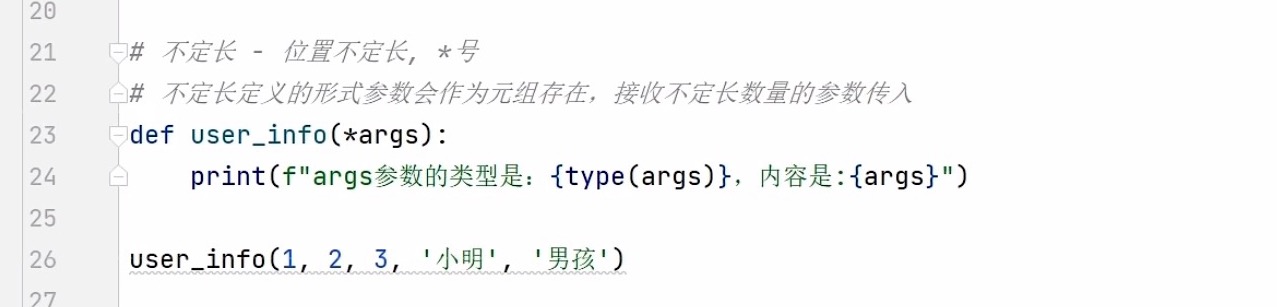 20
21 # 不定长 - 位置不定长, *号
22 # 不定长定义的形式参数会作为元组存在，接收不定长数量的参数传入
23 def user_info(*args):
24     print(f"args参数的类型是：{type(args)}，内容是:{args}")
25
26 user_info(1, 2, 3, '小明', '男孩')
27